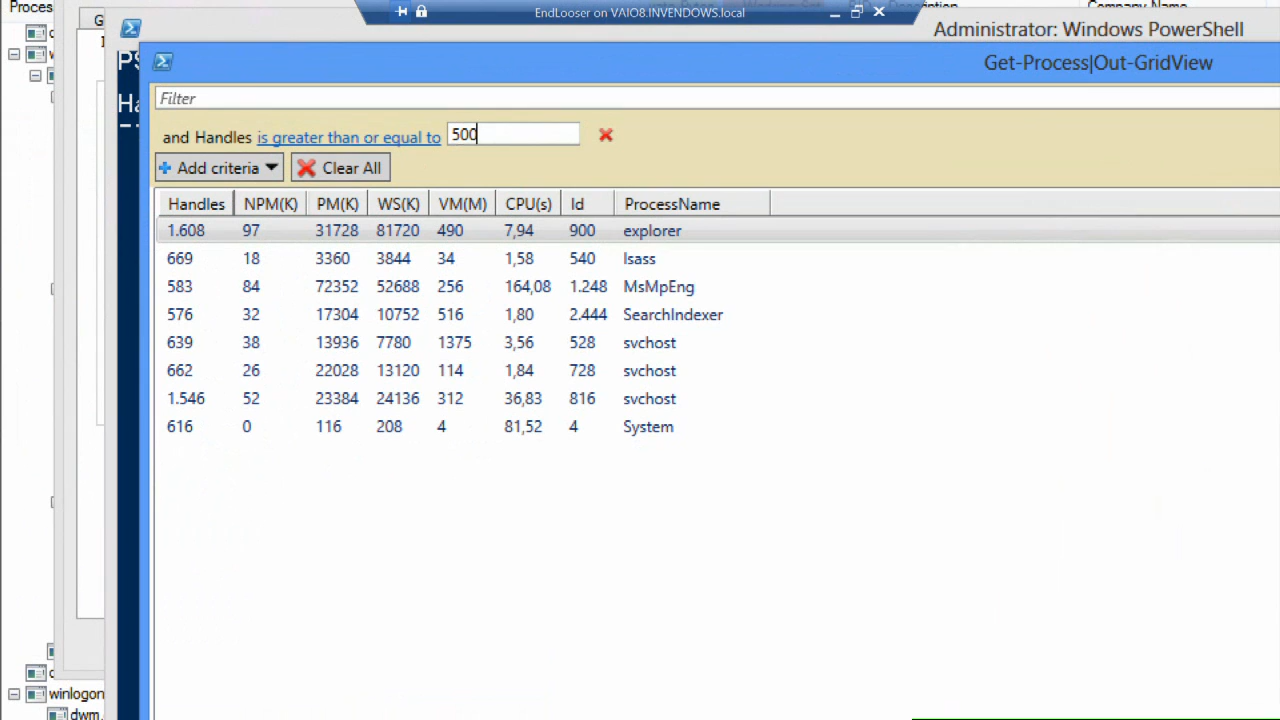 Proces
EndLooser on VAIO8.INVENDOWS.local
Company Name
Administrator: Windows PowerShell
Get-Process|Out-GridView
PS
Ha
Filter
and Handles is greater than or equal to 500
Add criteria Clear All
Handles NPM(K) PM(K) WS(K) VM(M) CPU(s) Id ProcessName
1.608 97 31728 81720 490 7,94 900 explorer
669 18 3360 3844 34 1,58 540 lsass
583 84 72352 52688 256 164,08 1.248 MsMpEng
576 32 17304 10752 516 1,80 2.444 SearchIndexer
639 38 13936 7780 1375 3,56 528 svchost
662 26 22028 13120 114 1,84 728 svchost
1.546 52 23384 24136 312 36,83 816 svchost
616 0 116 208 4 81,52 4 System
winlogon
dwm.